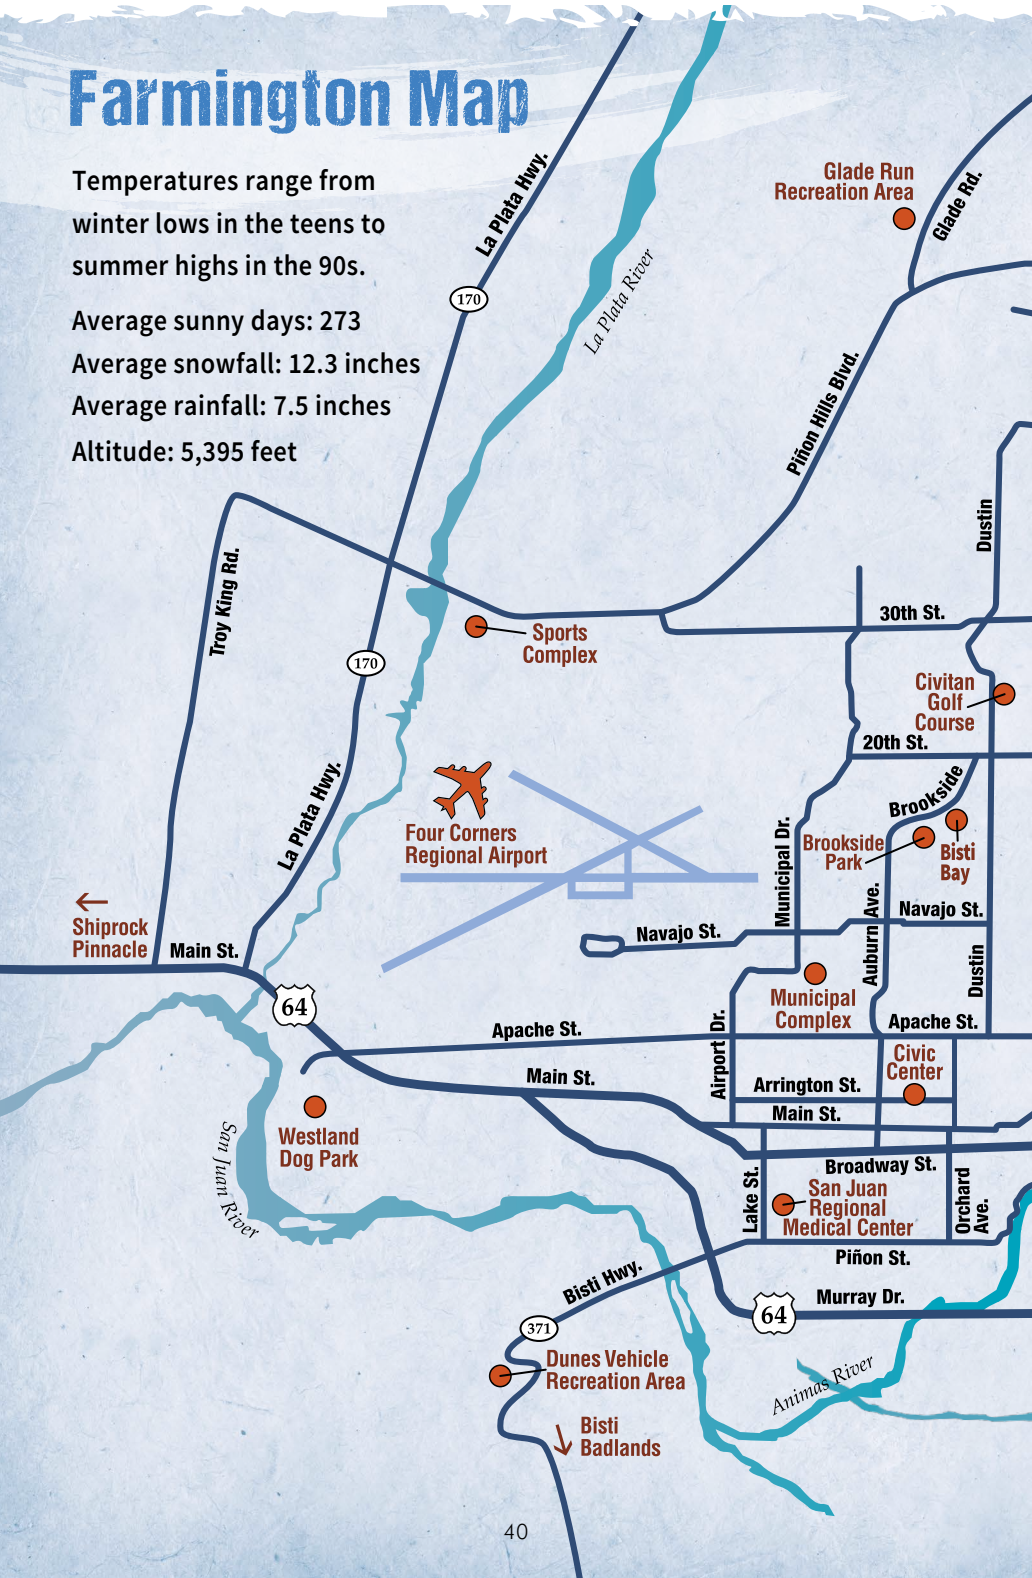 Farmington Map
Temperatures range from
winter lows in the teens to
summer highs in the 90s.
Average sunny days: 273
Average snowfall: 12.3 inches
Average rainfall: 7.5 inches
Altitude: 5,395 feet
La Plata Hwy.
170
La Plata River
Glade Run
Recreation Area
Glade Rd.
Piñon Hills Blvd.
Dustin
Troy King Rd.
30th St.
Sports
Complex
170
Civitan
Golf
Course
20th St.
La Plata Hwy.
Four Corners
Regional Airport
Municipal Dr.
Brookside
Brookside
Park
Bisti
Bay
Shiprock
Pinnacle
Main St.
Navajo St.
Auburn Ave.
Navajo St.
Dustin
64
Municipal
Complex
Apache St.
Airport Dr.
Apache St.
Civic
Center
Main St.
Arrington St.
Main St.
Westland
Dog Park
San Juan River
Broadway St.
Lake St.
San Juan
Regional
Medical Center
Orchard
Ave.
Piñon St.
Bisti Hwy.
64
Murray Dr.
371
Dunes Vehicle
Recreation Area
Animas River
Bisti
Badlands
40